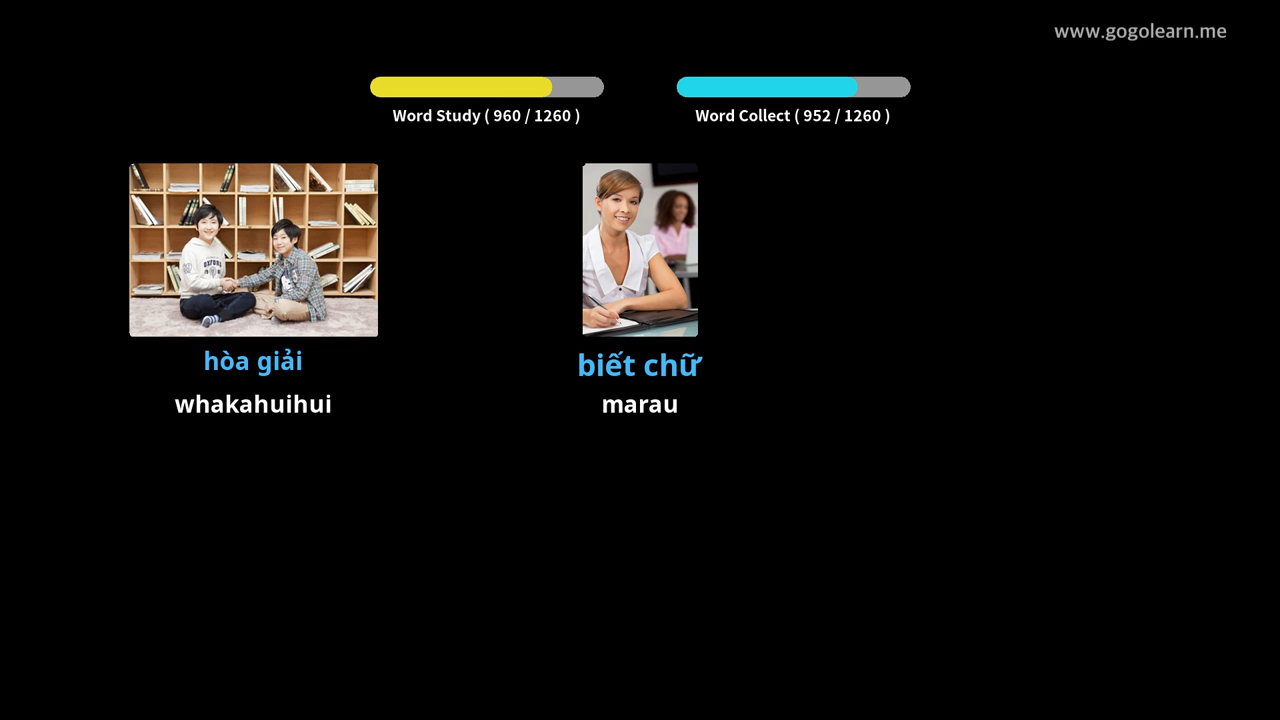 www.gogolearn.me
Word Study ( 960 / 1260 )
Word Collect ( 952 / 1260 )
hòa giải
whakahuihui
biết chữ
marau